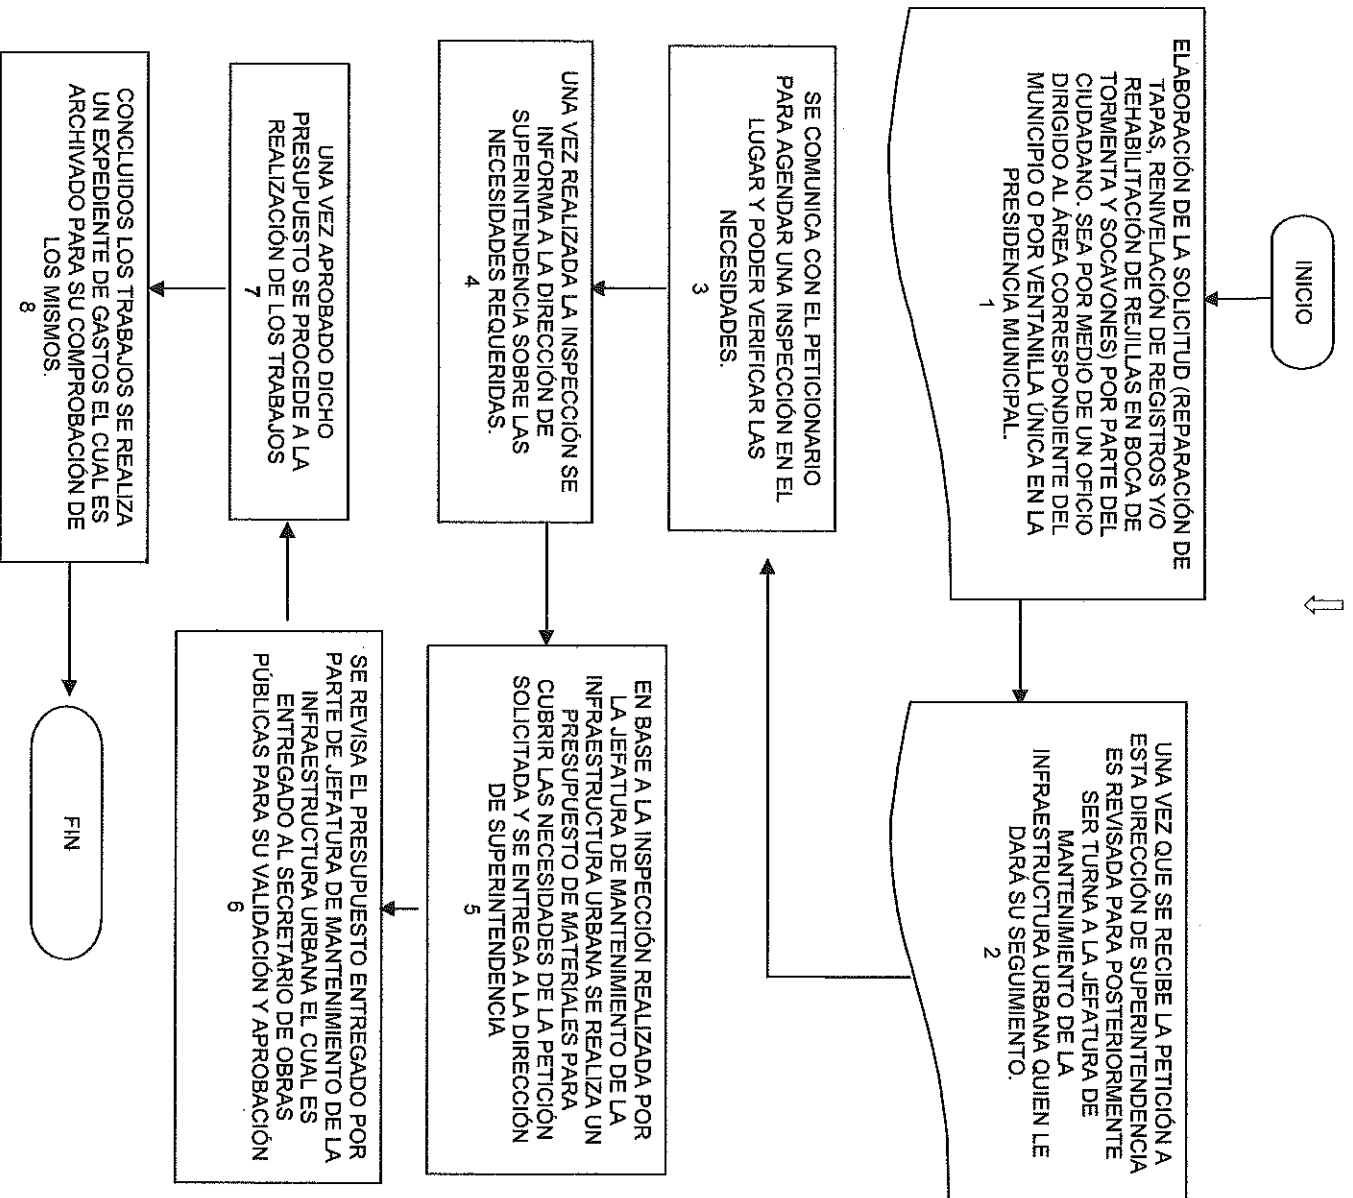 INICIO
ELABORACIÓN DE LA SOLICITUD (REPARACIÓN DE
TAPAS, RENIVELACIÓN DE REGISTROS Y/O
REHABILITACIÓN DE REJILLAS EN BOCA DE
TORMENTA Y SOCAVONES) POR PARTE DEL
CIUDADANO. SEA POR MEDIO DE UN OFICIO
DIRIGIDO AL ÁREA CORRESPONDIENTE DEL
MUNICIPIO O POR VENTANILLA ÚNICA EN LA
PRESIDENCIA MUNICIPAL.
1
UNA VEZ QUE SE RECIBE LA PETICIÓN A
ESTA DIRECCIÓN DE SUPERINTENDENCIA
ES REVISADA PARA POSTERIORMENTE
SER TURNA A LA JEFATURA DE
MANTENIMIENTO DE LA
INFRAESTRUCTURA URBANA QUIEN LE
DARÁ SU SEGUIMIENTO.
2
SE COMUNICA CON EL PETICIONARIO
PARA AGENDAR UNA INSPECCIÓN EN EL
LUGAR Y PODER VERIFICAR LAS
NECESIDADES.
3
UNA VEZ REALIZADA LA INSPECCIÓN SE
INFORMA A LA DIRECCIÓN DE
SUPERINTENDENCIA SOBRE LAS
NECESIDADES REQUERIDAS.
4
EN BASE A LA INSPECCIÓN REALIZADA POR
LA JEFATURA DE MANTENIMIENTO DE LA
INFRAESTRUCTURA URBANA SE REALIZA UN
PRESUPUESTO DE MATERIALES PARA
CUBRIR LAS NECESIDADES DE LA PETICIÓN
SOLICITADA Y SE ENTREGA A LA DIRECCIÓN
DE SUPERINTENDENCIA
5
SE REVISA EL PRESUPUESTO ENTREGADO POR
PARTE DE JEFATURA DE MANTENIMIENTO DE LA
INFRAESTRUCTURA URBANA EL CUAL ES
ENTREGADO AL SECRETARIO DE OBRAS
PÚBLICAS PARA SU VALIDACIÓN Y APROBACIÓN
6
UNA VEZ APROBADO DICHO
PRESUPUESTO SE PROCEDE A LA
REALIZACIÓN DE LOS TRABAJOS
7
CONCLUIDOS LOS TRABAJOS SE REALIZA
UN EXPEDIENTE DE GASTOS EL CUAL ES
ARCHIVADO PARA SU COMPROBACIÓN DE
LOS MISMOS.
8
FIN